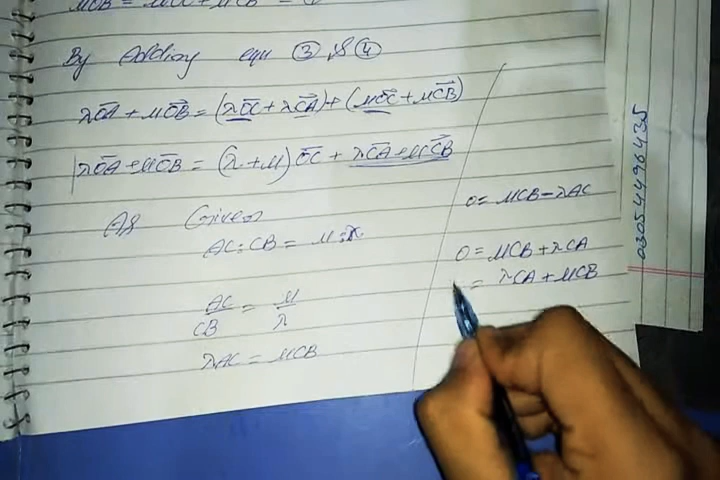 By Adding equ ③ & ④
λOA + μOB = (λOC + λCA) + (μOC + μCB)
λOA + μOB = (λ + μ) OC + λCA + μCB
As Given
AC : CB = μ : λ
AC/CB = μ/λ
λAC = μCB
0 = μCB - λAC
0 = μCB + λCA
= λCA + μCB
03054496435